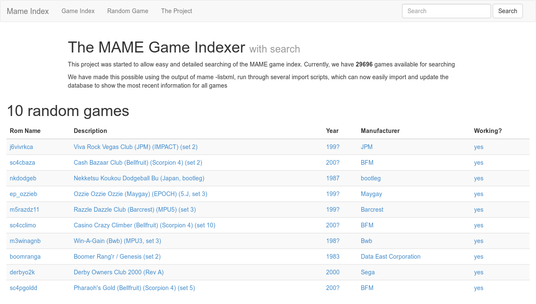 Mame Index Game Index Random Game The Project Search Search
The MAME Game Indexer with search
This project was started to allow easy and detailed searching of the MAME game index. Currently, we have 29696 games available for searching
We have made this possible using the output of mame -listxml, run through several import scripts, which can now easily import and update the
database to show the most recent information for all games
10 random games
Rom Name Description Year Manufacturer Working?
j6vivrkca Viva Rock Vegas Club (JPM) (IMPACT) (set 2) 199? JPM yes
sc4cbaza Cash Bazaar Club (Bellfruit) (Scorpion 4) (set 2) 200? BFM yes
nkdodgeb Nekketsu Koukou Dodgeball Bu (Japan, bootleg) 1987 bootleg yes
ep_ozzieb Ozzie Ozzie Ozzie (Maygay) (EPOCH) (5.J, set 3) 199? Maygay yes
m5razdz11 Razzle Dazzle Club (Barcrest) (MPU5) (set 3) 199? Barcrest yes
sc4cclimo Casino Crazy Climber (Bellfruit) (Scorpion 4) (set 10) 200? BFM yes
m3winagnb Win-A-Gain (Bwb) (MPU3, set 3) 198? Bwb yes
boomranga Boomer Rang'r / Genesis (set 2) 1983 Data East Corporation yes
derbyo2k Derby Owners Club 2000 (Rev A) 2000 Sega yes
sc4pgoldd Pharaoh's Gold (Bellfruit) (Scorpion 4) (set 5) 200? BFM yes